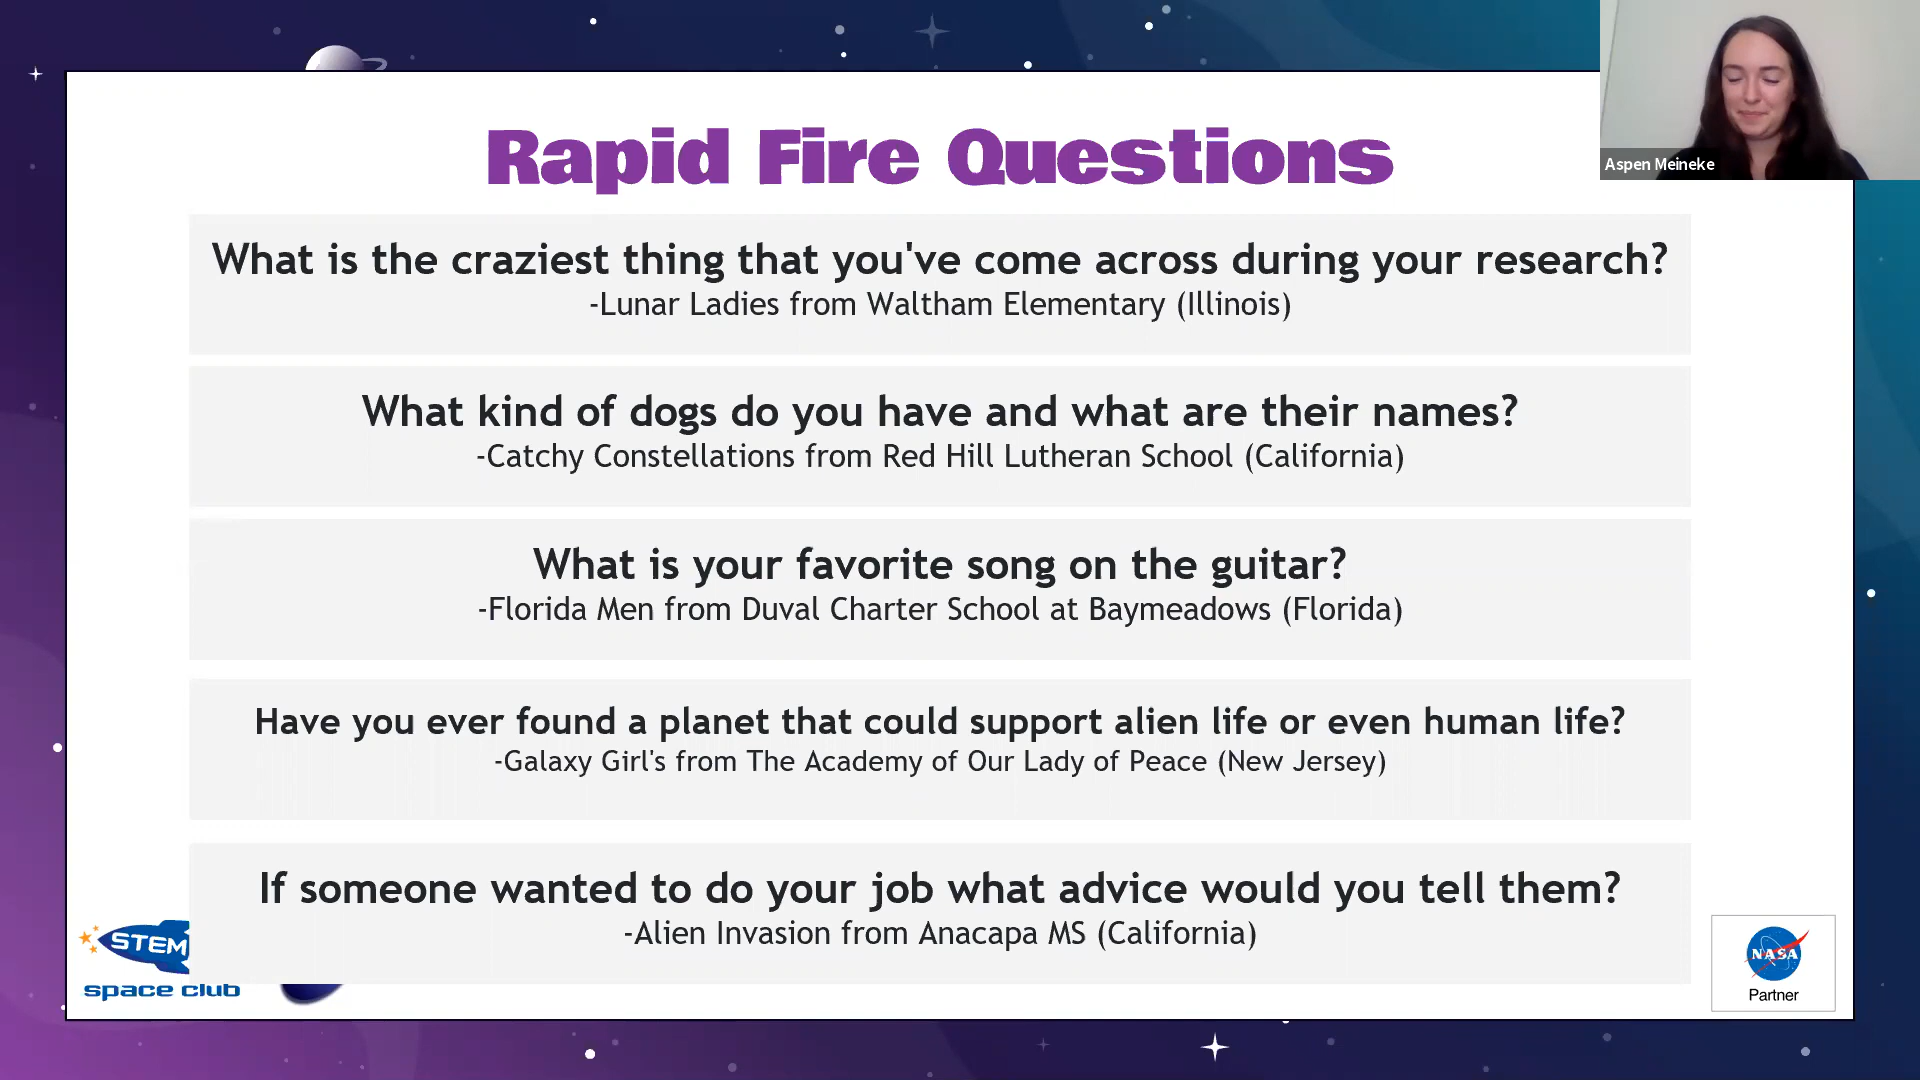 Rapid Fire Questions
Aspen Meineke
What is the craziest thing that you've come across during your research?
-Lunar Ladies from Waltham Elementary (Illinois)
What kind of dogs do you have and what are their names?
-Catchy Constellations from Red Hill Lutheran School (California)
What is your favorite song on the guitar?
-Florida Men from Duval Charter School at Baymeadows (Florida)
Have you ever found a planet that could support alien life or even human life?
-Galaxy Girl's from The Academy of Our Lady of Peace (New Jersey)
If someone wanted to do your job what advice would you tell them?
-Alien Invasion from Anacapa MS (California)
STEM
space club
NASA
Partner